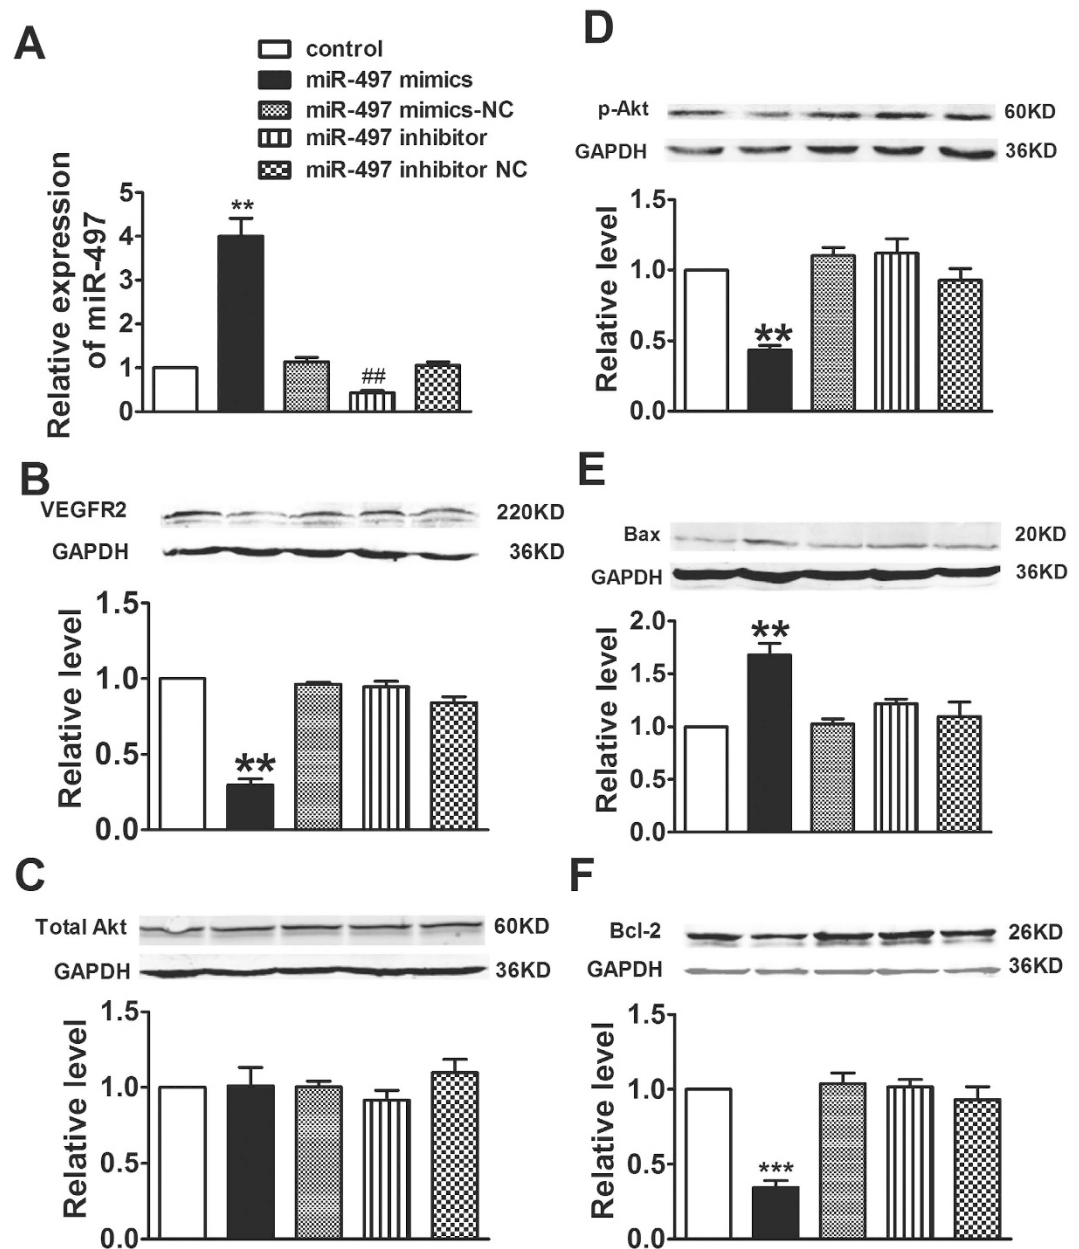 A
control
miR-497 mimics
miR-497 mimics-NC
miR-497 inhibitor
miR-497 inhibitor NC
Relative expression
of miR-497
5
4
3
2
1
0
**
##
B
VEGFR2
220KD
GAPDH
36KD
Relative level
1.5
1.0
0.5
0.0
**
C
Total Akt
60KD
GAPDH
36KD
Relative level
1.5
1.0
0.5
0.0
D
p-Akt
60KD
GAPDH
36KD
Relative level
1.5
1.0
0.5
0.0
**
E
Bax
20KD
GAPDH
36KD
Relative level
2.0
1.5
1.0
0.5
0.0
**
F
Bcl-2
26KD
GAPDH
36KD
Relative level
1.5
1.0
0.5
0.0
***